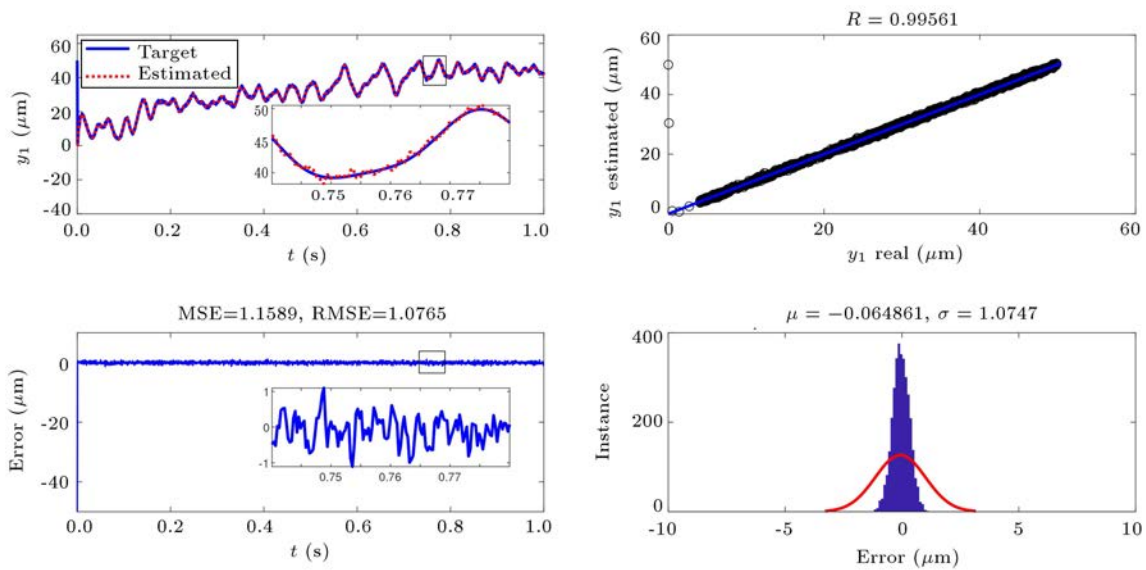 60
40
20
0
-20
-40
y₁ (μm)
Target
Estimated
50
45
40
0.75 0.76 0.77
0.0 0.2 0.4 0.6 0.8 1.0
t (s)
R = 0.99561
60
40
20
0
y₁ estimated (μm)
0 20 40 60
y₁ real (μm)
MSE=1.1589, RMSE=1.0765
0
-20
-40
-50
Error (μm)
1
0
-1
0.75 0.76 0.77
0.0 0.2 0.4 0.6 0.8 1.0
t (s)
μ = −0.064861, σ = 1.0747
400
200
0
Instance
-10 -5 0 5 10
Error (μm)